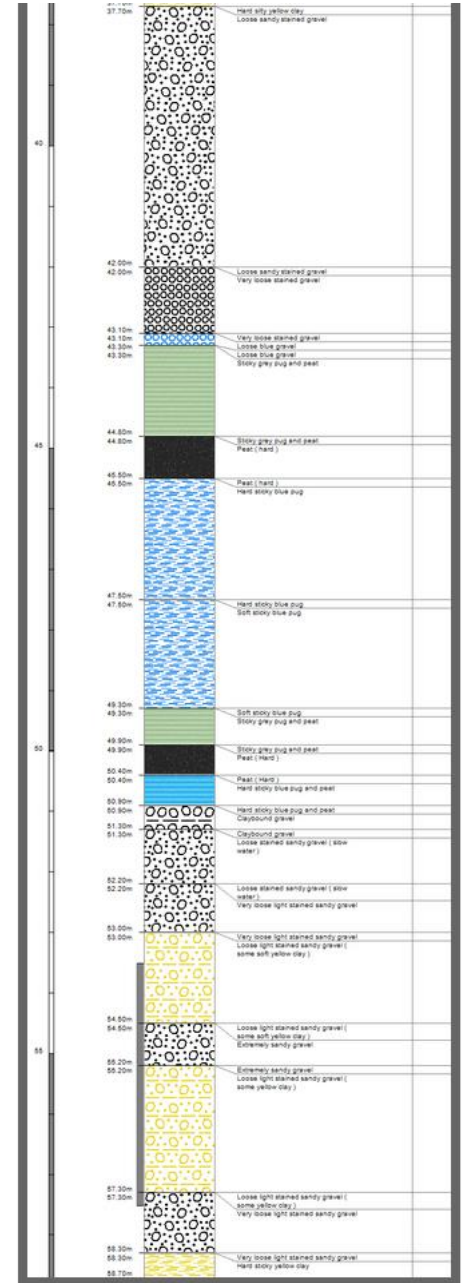 37.70m
Hard silty yellow clay
37.70m
Loose sandy stained gravel
40
42.00m
Loose sandy stained gravel
42.00m
Very loose stained gravel
43.10m
Very loose stained gravel
43.10m
Loose blue gravel
43.30m
Loose blue gravel
43.30m
Sticky grey pug and peat
44.80m
Sticky grey pug and peat
44.80m
Peat ( hard )
45
45.50m
Peat ( hard )
45.50m
Hard sticky blue pug
47.50m
Hard sticky blue pug
47.50m
Soft sticky blue pug
49.30m
Soft sticky blue pug
49.30m
Sticky grey pug and peat
49.90m
Sticky grey pug and peat
49.90m
Peat ( Hard )
50
50.40m
Peat ( Hard )
50.40m
Hard sticky blue pug and peat
50.90m
Hard sticky blue pug and peat
50.90m
Claybound gravel
51.30m
Claybound gravel
51.30m
Loose stained sandy gravel ( slow
water )
52.20m
Loose stained sandy gravel ( slow
52.20m
water )
Very loose light stained sandy gravel
53.00m
Very loose light stained sandy gravel
53.00m
Loose light stained sandy gravel (
some soft yellow clay )
54.50m
Loose light stained sandy gravel (
54.50m
some soft yellow clay )
Extremely sandy gravel
55
55.20m
Extremely sandy gravel
55.20m
Loose light stained sandy gravel (
some yellow clay )
57.30m
Loose light stained sandy gravel (
57.30m
some yellow clay )
Very loose light stained sandy gravel
58.30m
Very loose light stained sandy gravel
58.30m
Hard sticky yellow clay
58.70m